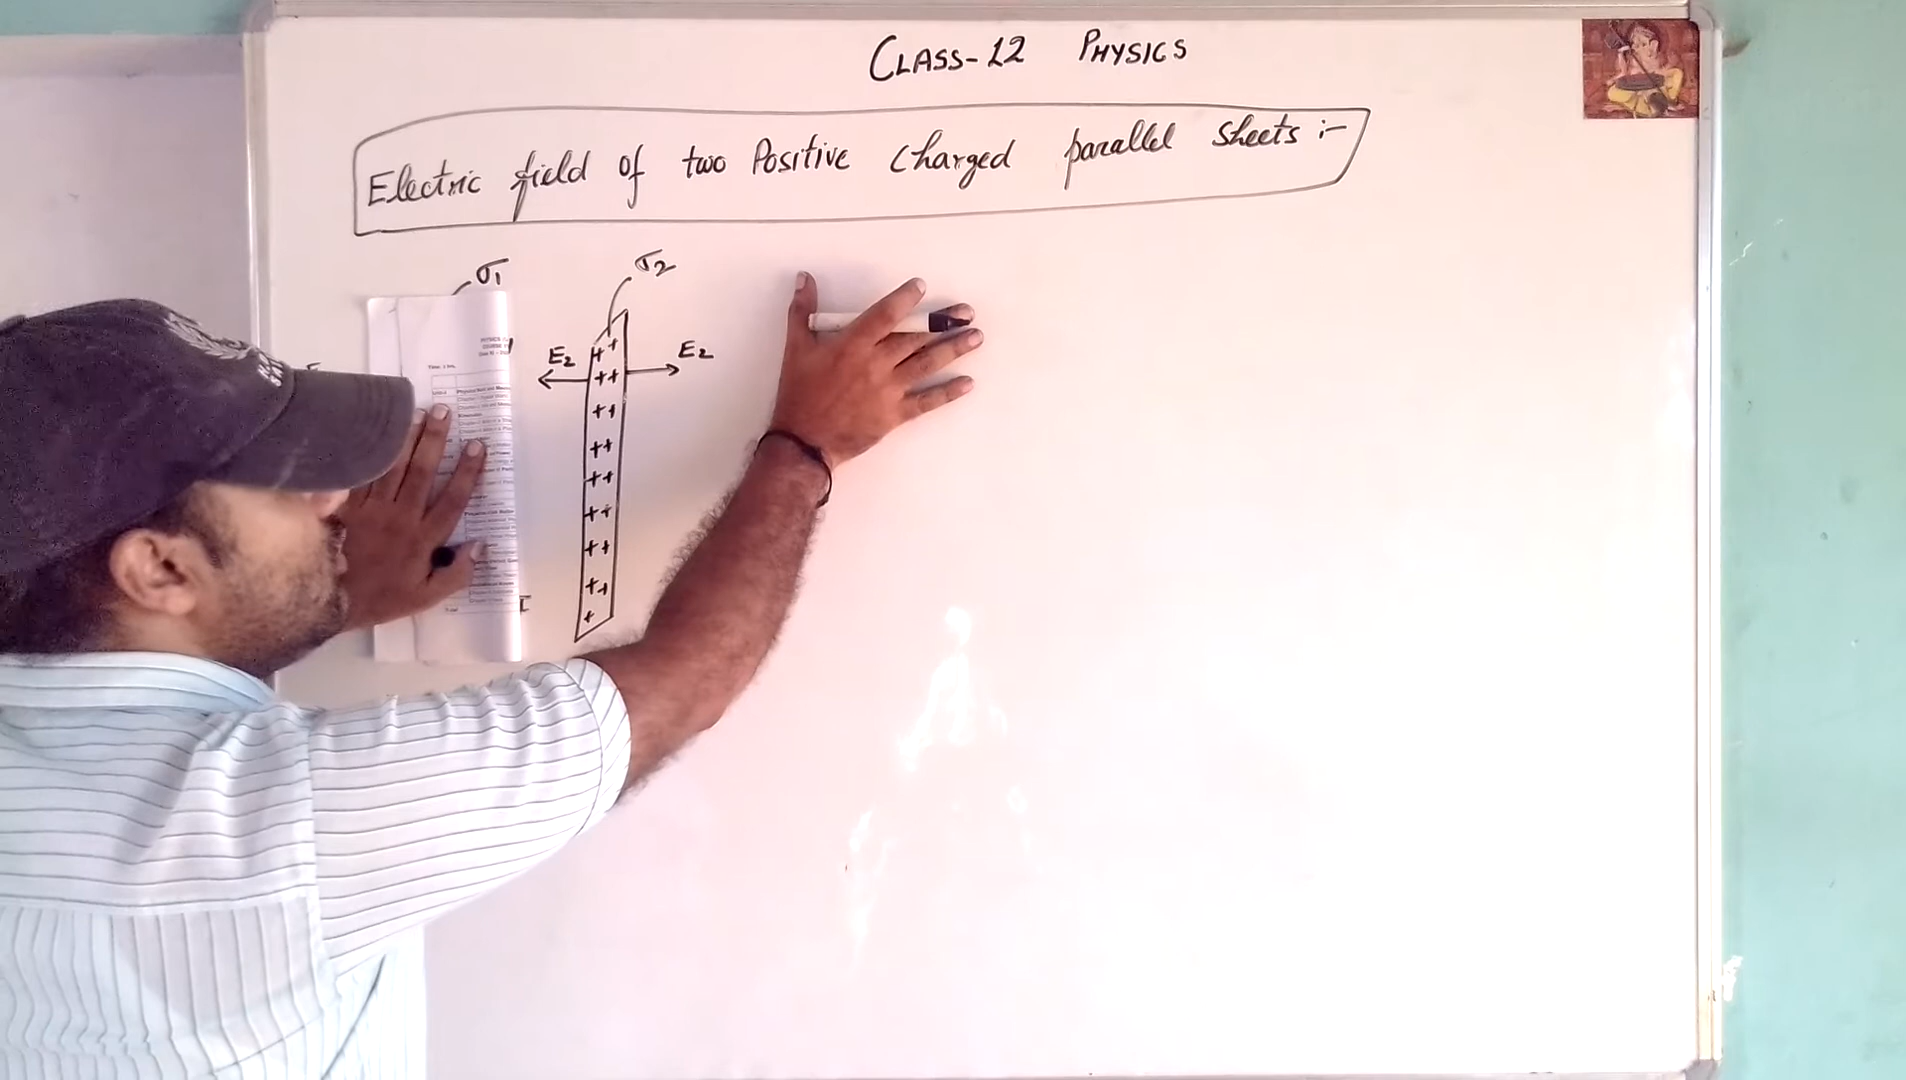 CLASS-12 PHYSICS
Electric field of two Positive Charged parallel sheets :-
σ1
σ2
E2
E2